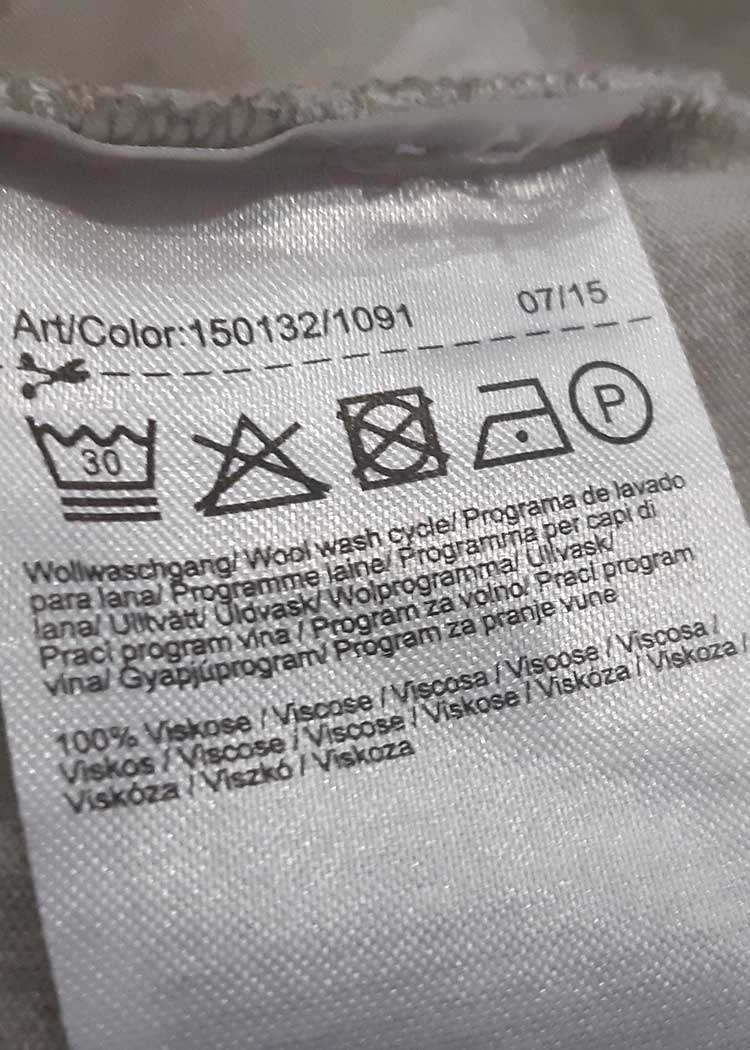 Art/Color:150132/1091 07/15
30 P
Wollwaschgang/ Wool wash cycle/ Programa de lavado
para lana/ Programme laine/ Programma per capi di
lana/ Ulltvätt/ Uldvask/ Wolprogramma/ Ullvask/
Prací program vlna / Program za volno/ Prací program
vlna/ Gyapjúprogram/ Program za pranje vune
100% Viskose / Viscose / Viscosa / Viscose / Viscosa /
Viskos / Viscose / Viscose / Viskose / Viskóza / Viskoza /
Viskóza / Viszkó / Viskoza